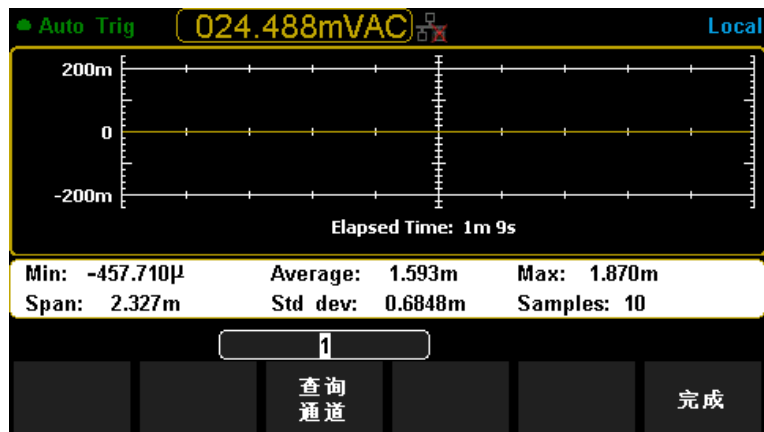 Auto Trig 024.488mVAC Local
200m
0
-200m
Elapsed Time: 1m 9s
Min: -457.710μ Average: 1.593m Max: 1.870m
Span: 2.327m Std dev: 0.6848m Samples: 10
1
查询
通道
完成